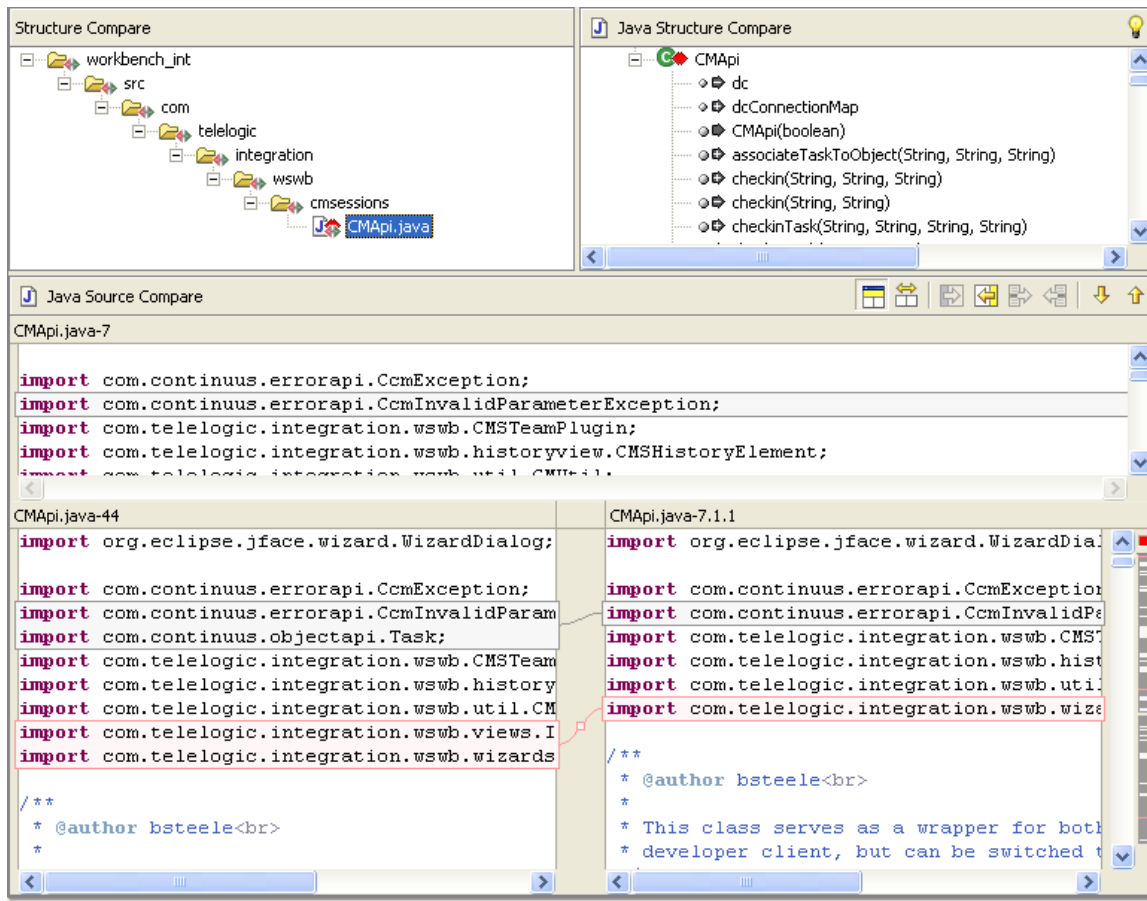 Structure Compare
workbench_int
src
com
telelogic
integration
wswb
cmsessions
CMApi.java
Java Structure Compare
CMApi
dc
dcConnectionMap
CMApi(boolean)
associateTaskToObject(String, String, String)
checkin(String, String, String)
checkin(String, String)
checkinTask(String, String, String, String)
Java Source Compare
CMApi.java-7
import com.continuus.errorapi.CcmException;
import com.continuus.errorapi.CcmInvalidParameterException;
import com.telelogic.integration.wswb.CMSTeamPlugin;
import com.telelogic.integration.wswb.historyview.CMSHistoryElement;
import com.telelogic.integration.wswb.util.CMUtil;
CMApi.java-44
import org.eclipse.jface.wizard.WizardDialog;
import com.continuus.errorapi.CcmException;
import com.continuus.errorapi.CcmInvalidParam
import com.continuus.objectapi.Task;
import com.telelogic.integration.wswb.CMSTeam
import com.telelogic.integration.wswb.history
import com.telelogic.integration.wswb.util.CM
import com.telelogic.integration.wswb.views.I
import com.telelogic.integration.wswb.wizards
/**
* @author bsteele<br>
*
CMApi.java-7.1.1
import org.eclipse.jface.wizard.WizardDial
import com.continuus.errorapi.CcmException
import com.continuus.errorapi.CcmInvalidPa
import com.telelogic.integration.wswb.CMST
import com.telelogic.integration.wswb.hist
import com.telelogic.integration.wswb.util
import com.telelogic.integration.wswb.wiza
/**
* @author bsteele<br>
*
* This class serves as a wrapper for both
* developer client, but can be switched t